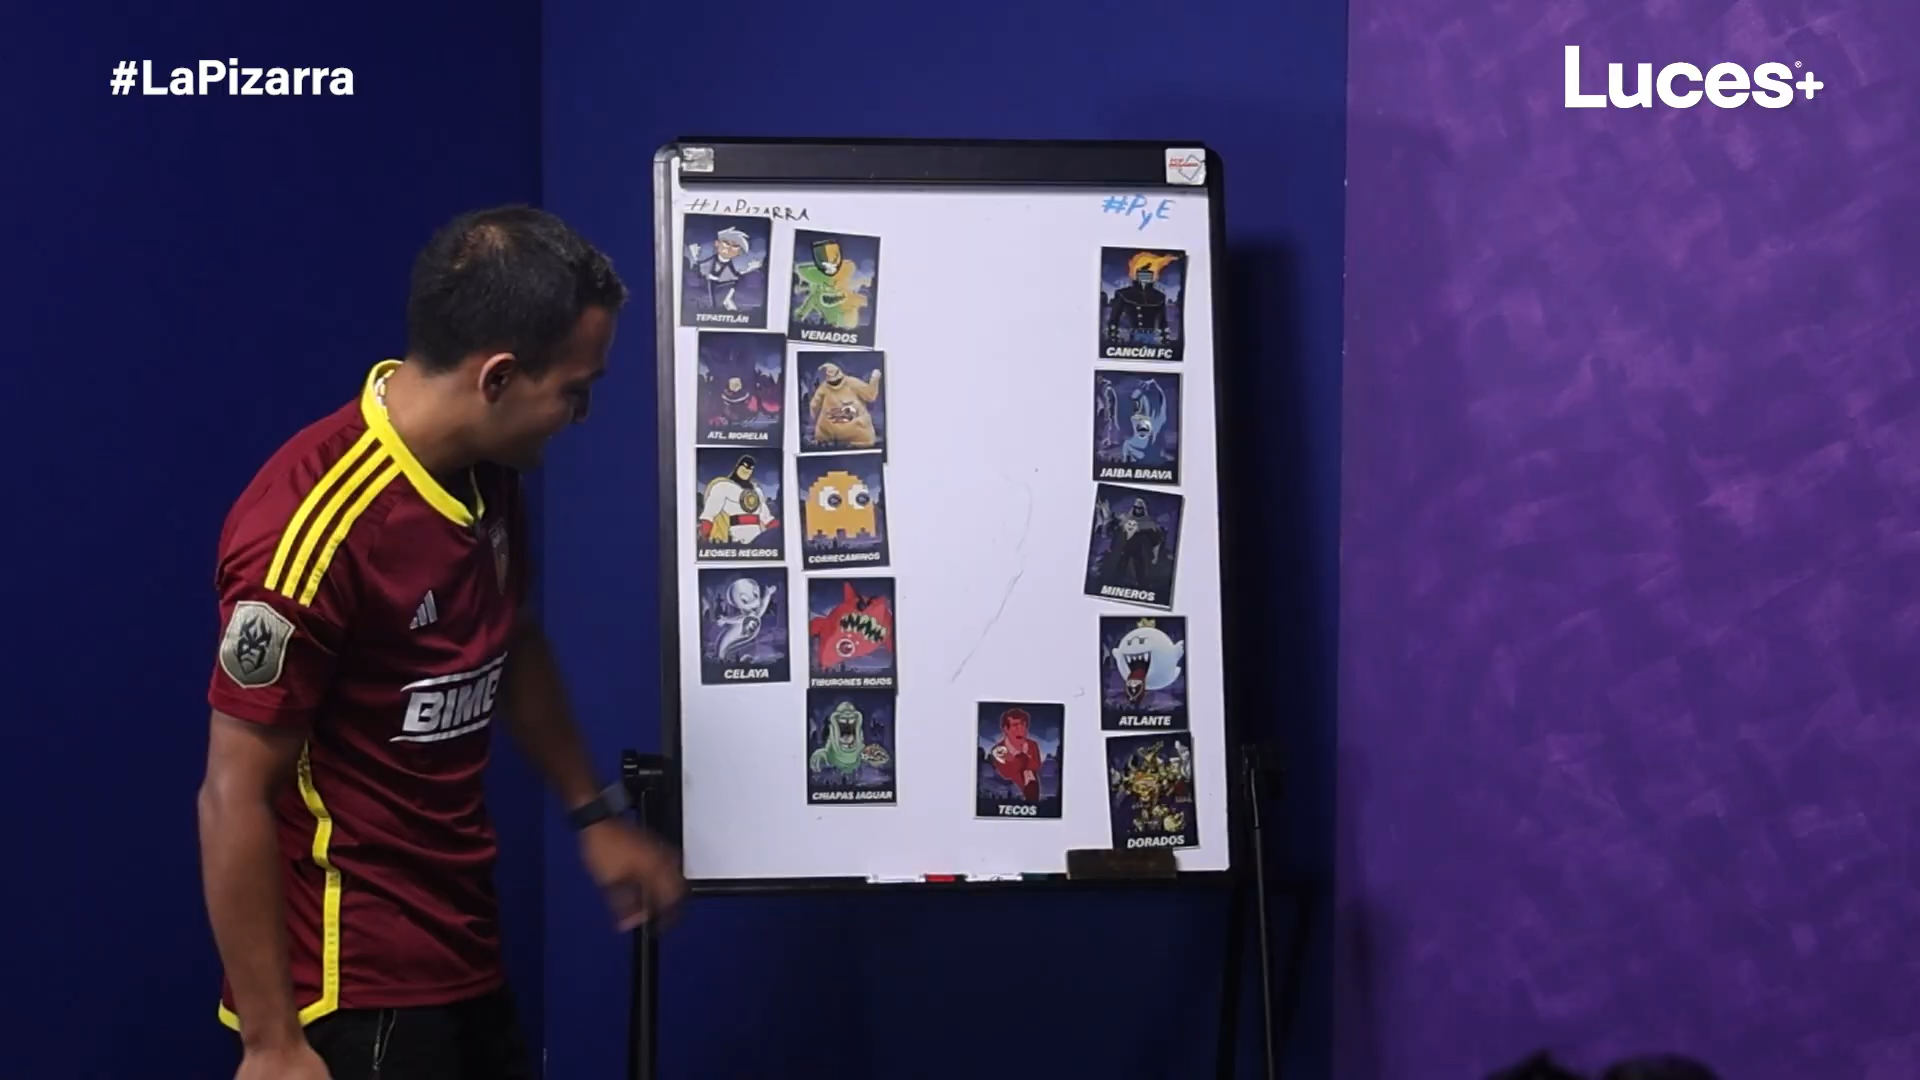 #LaPizarra
Luces+
#LaPIZARRA
#PyE
TEPATITLÁN
VENADOS
CANCÚN FC
ATL. MORELIA
JAIBA BRAVA
LEONES NEGROS
CORRECAMINOS
MINEROS
CELAYA
TIBURONES ROJOS
ATLANTE
BIMB
CHIAPAS JAGUAR
TECOS
DORADOS